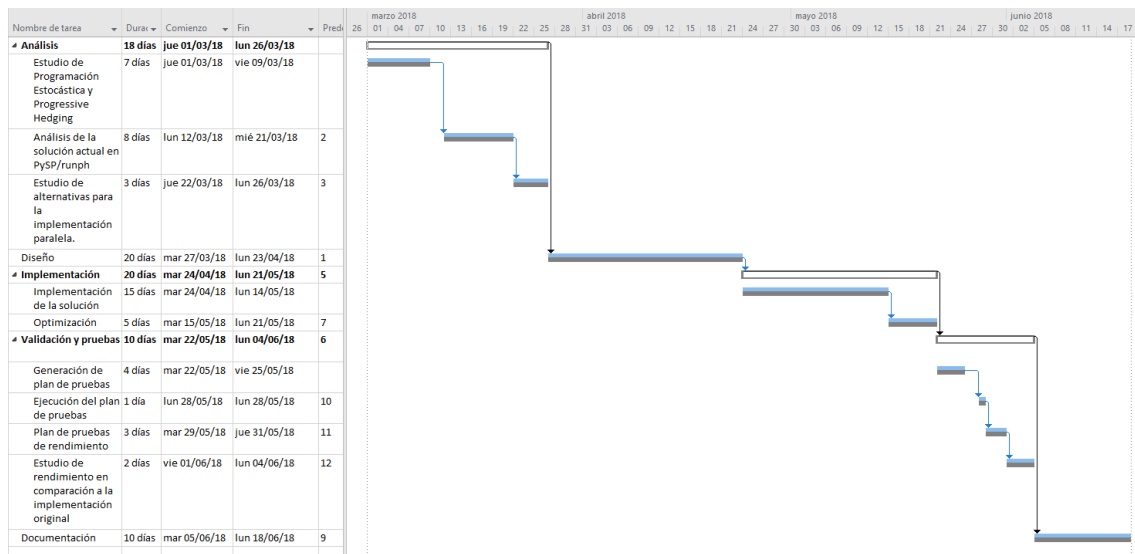 marzo 2018 abril 2018 mayo 2018 junio 2018
Nombre de tarea Durac Comienzo Fin Prede 26 01 04 07 10 13 16 19 22 25 28 31 03 06 09 12 15 18 21 24 27 30 03 06 09 12 15 18 21 24 27 30 02 05 08 11 14 17
Análisis 18 días jue 01/03/18 lun 26/03/18
Estudio de 7 días jue 01/03/18 vie 09/03/18
Programación
Estocástica y
Progressive
Hedging
Análisis de la 8 días lun 12/03/18 mié 21/03/18 2
solución actual en
PySP/runph
Estudio de 3 días jue 22/03/18 lun 26/03/18 3
alternativas para
la
implementación
paralela.
Diseño 20 días mar 27/03/18 lun 23/04/18 1
Implementación 20 días mar 24/04/18 lun 21/05/18 5
Implementación 15 días mar 24/04/18 lun 14/05/18
de la solución
Optimización 5 días mar 15/05/18 lun 21/05/18 7
Validación y pruebas 10 días mar 22/05/18 lun 04/06/18 6
Generación de 4 días mar 22/05/18 vie 25/05/18
plan de pruebas
Ejecución del plan 1 día lun 28/05/18 lun 28/05/18 10
de pruebas
Plan de pruebas 3 días mar 29/05/18 jue 31/05/18 11
de rendimiento
Estudio de 2 días vie 01/06/18 lun 04/06/18 12
rendimiento en
comparación a la
implementación
original
Documentación 10 días mar 05/06/18 lun 18/06/18 9